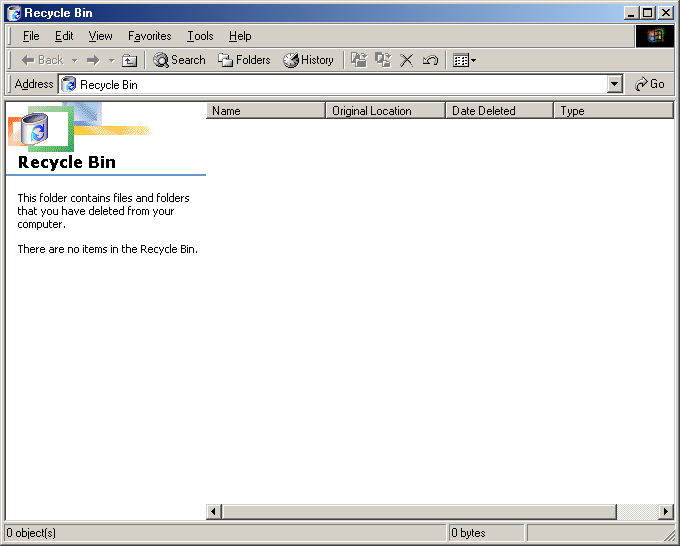 Recycle Bin
File Edit View Favorites Tools Help
Back Search Folders History
Address Recycle Bin Go
Name Original Location Date Deleted Type
Recycle Bin
This folder contains files and folders
that you have deleted from your
computer.
There are no items in the Recycle Bin.
0 object(s) 0 bytes